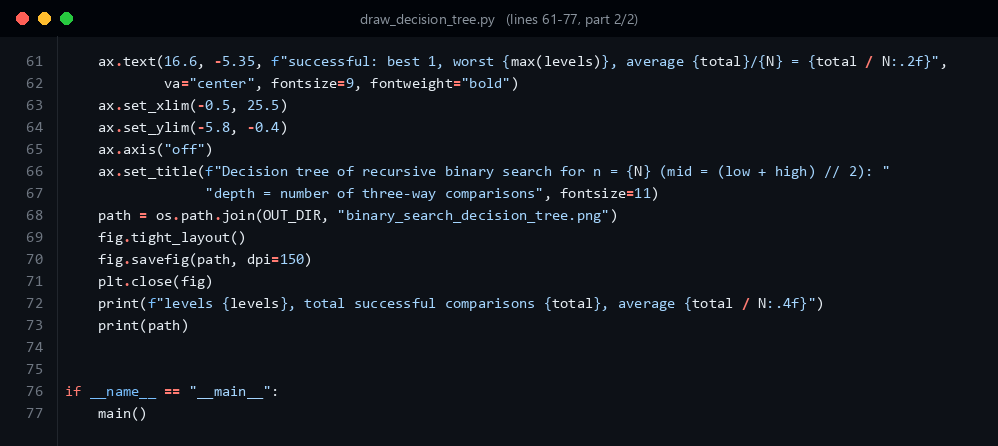 draw_decision_tree.py (lines 61-77, part 2/2)
61     ax.text(16.6, -5.35, f"successful: best 1, worst {max(levels)}, average {total}/{N} = {total / N:.2f}",
62             va="center", fontsize=9, fontweight="bold")
63     ax.set_xlim(-0.5, 25.5)
64     ax.set_ylim(-5.8, -0.4)
65     ax.axis("off")
66     ax.set_title(f"Decision tree of recursive binary search for n = {N} (mid = (low + high) // 2): "
67                  "depth = number of three-way comparisons", fontsize=11)
68     path = os.path.join(OUT_DIR, "binary_search_decision_tree.png")
69     fig.tight_layout()
70     fig.savefig(path, dpi=150)
71     plt.close(fig)
72     print(f"levels {levels}, total successful comparisons {total}, average {total / N:.4f}")
73     print(path)
74
75
76 if __name__ == "__main__":
77     main()